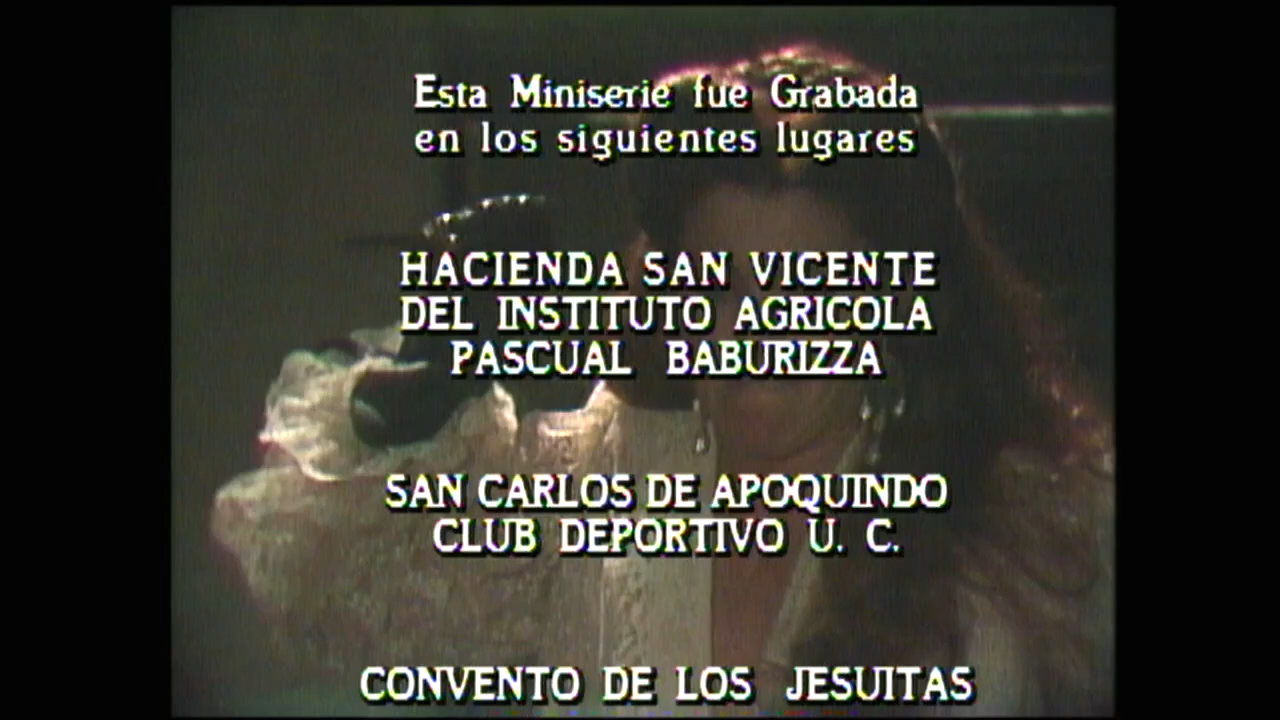 Esta Miniserie fue Grabada
en los siguientes lugares
HACIENDA SAN VICENTE
DEL INSTITUTO AGRICOLA
PASCUAL BABURIZZA
SAN CARLOS DE APOQUINDO
CLUB DEPORTIVO U. C.
CONVENTO DE LOS JESUITAS